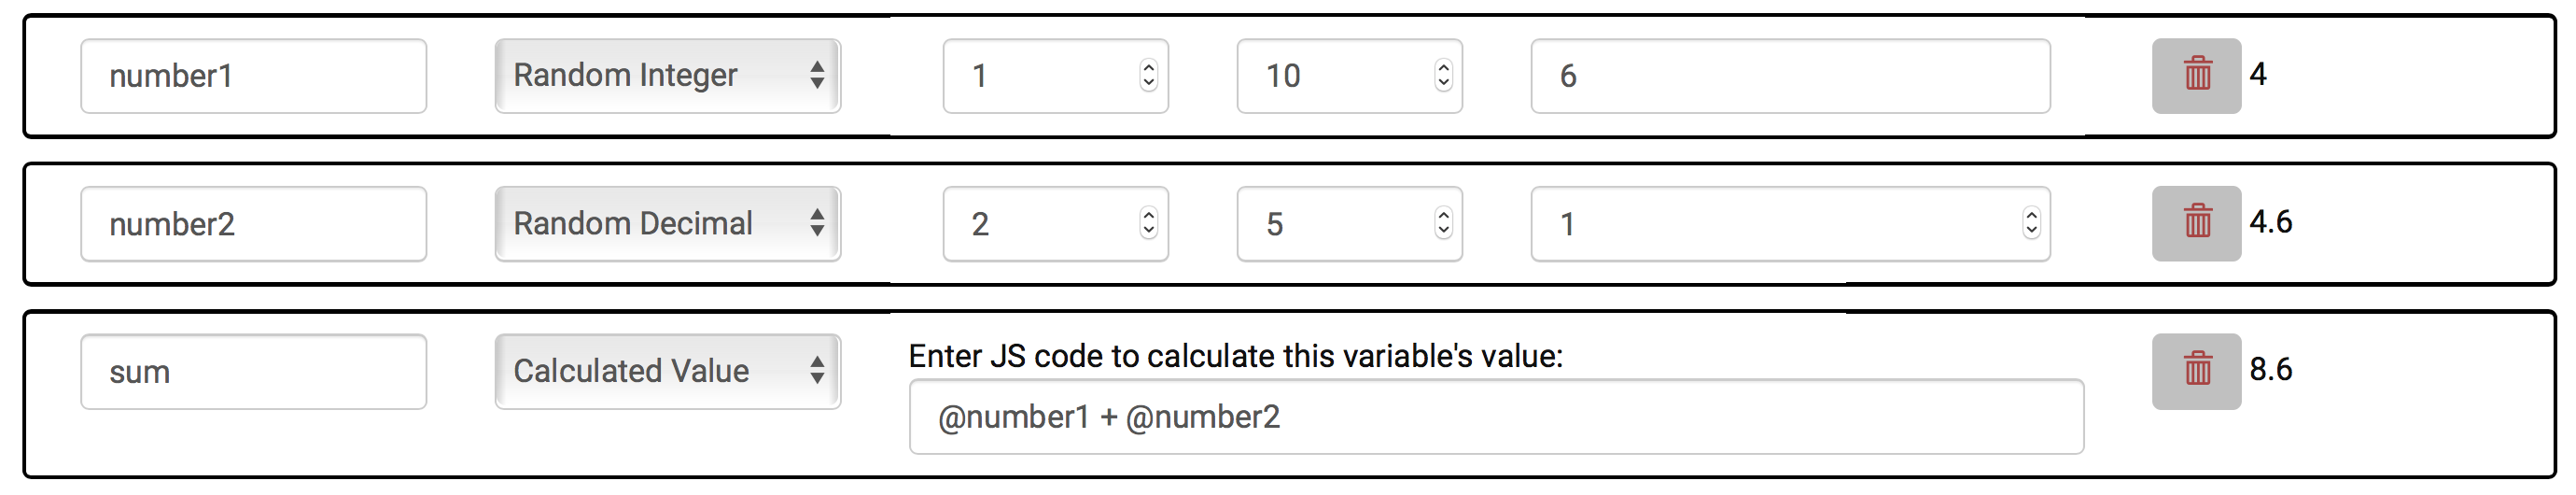 number1 Random Integer 1 10 6 4
number2 Random Decimal 2 5 1 4.6
sum Calculated Value Enter JS code to calculate this variable's value: 8.6
@number1 + @number2